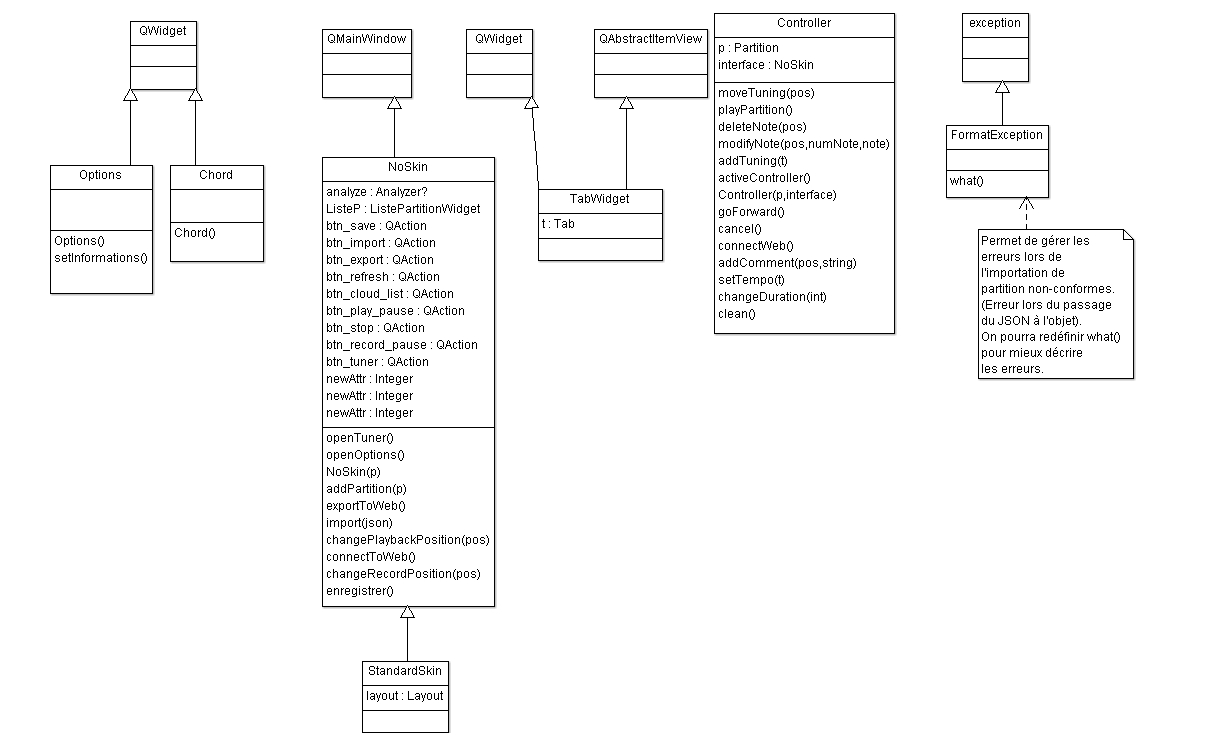 QWidget
Options
Options()
setInformations()
Chord
Chord()
QMainWindow
NoSkin
analyze : Analyzer?
ListeP : ListePartitionWidget
btn_save : QAction
btn_import : QAction
btn_export : QAction
btn_refresh : QAction
btn_cloud_list : QAction
btn_play_pause : QAction
btn_stop : QAction
btn_record_pause : QAction
btn_tuner : QAction
newAttr : Integer
newAttr : Integer
newAttr : Integer
openTuner()
openOptions()
NoSkin(p)
addPartition(p)
exportToWeb()
import(json)
changePlaybackPosition(pos)
connectToWeb()
changeRecordPosition(pos)
enregistrer()
StandardSkin
layout : Layout
QWidget
QAbstractItemView
TabWidget
t : Tab
Controller
p : Partition
interface : NoSkin
moveTuning(pos)
playPartition()
deleteNote(pos)
modifyNote(pos,numNote,note)
addTuning(t)
activeController()
Controller(p,interface)
goForward()
cancel()
connectWeb()
addComment(pos,string)
setTempo(t)
changeDuration(int)
clean()
exception
FormatException
what()
Permet de gérer les
erreurs lors de
l'importation de
partition non-conformes.
(Erreur lors du passage
du JSON à l'objet).
On pourra redéfinir what()
pour mieux décrire
les erreurs.